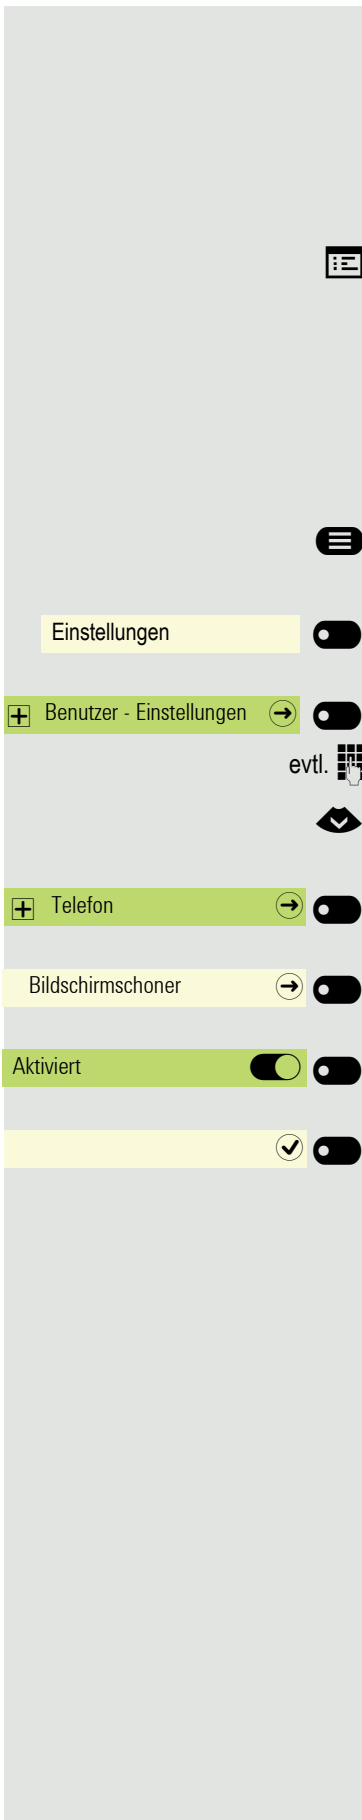 Einstellungen
Benutzer - Einstellungen
evtl.
Telefon
Bildschirmschoner
Aktiviert